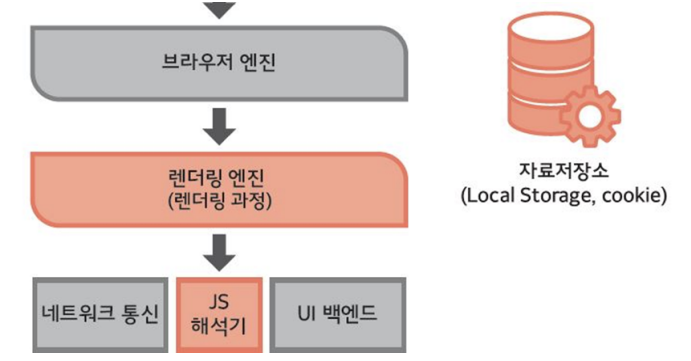 브라우저 엔진
렌더링 엔진
(렌더링 과정)
자료저장소
(Local Storage, cookie)
네트워크 통신
JS
해석기
UI 백엔드